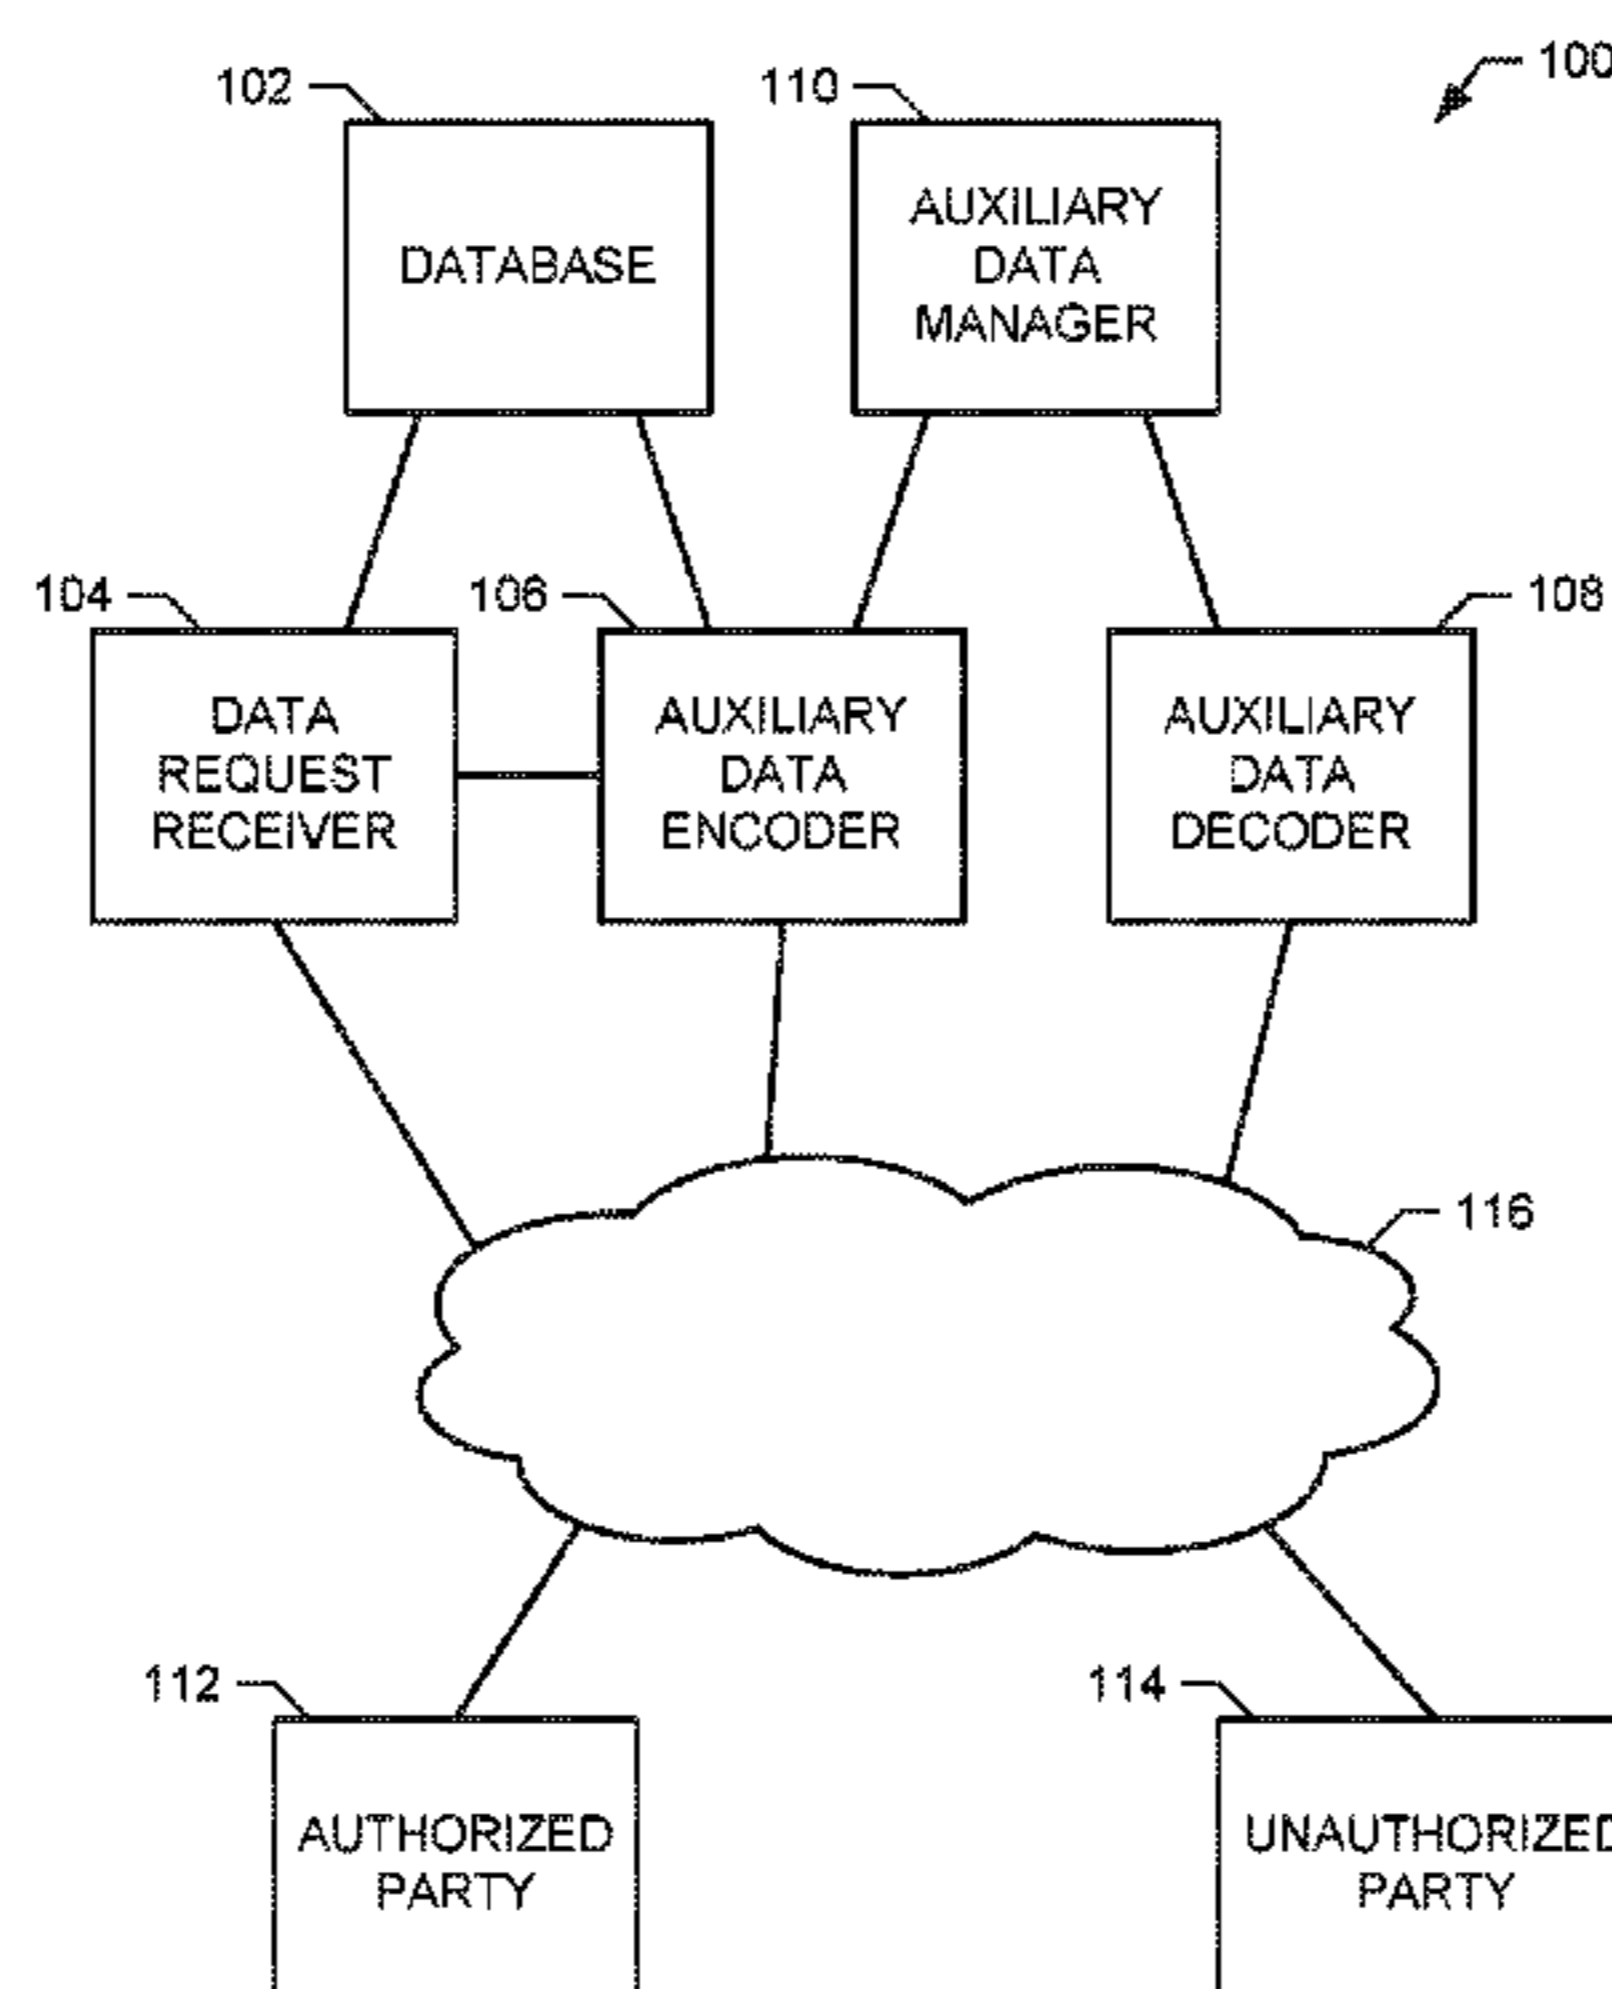 100
102
110
DATABASE
AUXILIARY
DATA
MANAGER
104
106
108
DATA
REQUEST
RECEIVER
AUXILIARY
DATA
ENCODER
AUXILIARY
DATA
DECODER
116
112
114
AUTHORIZED
PARTY
UNAUTHORIZED
PARTY